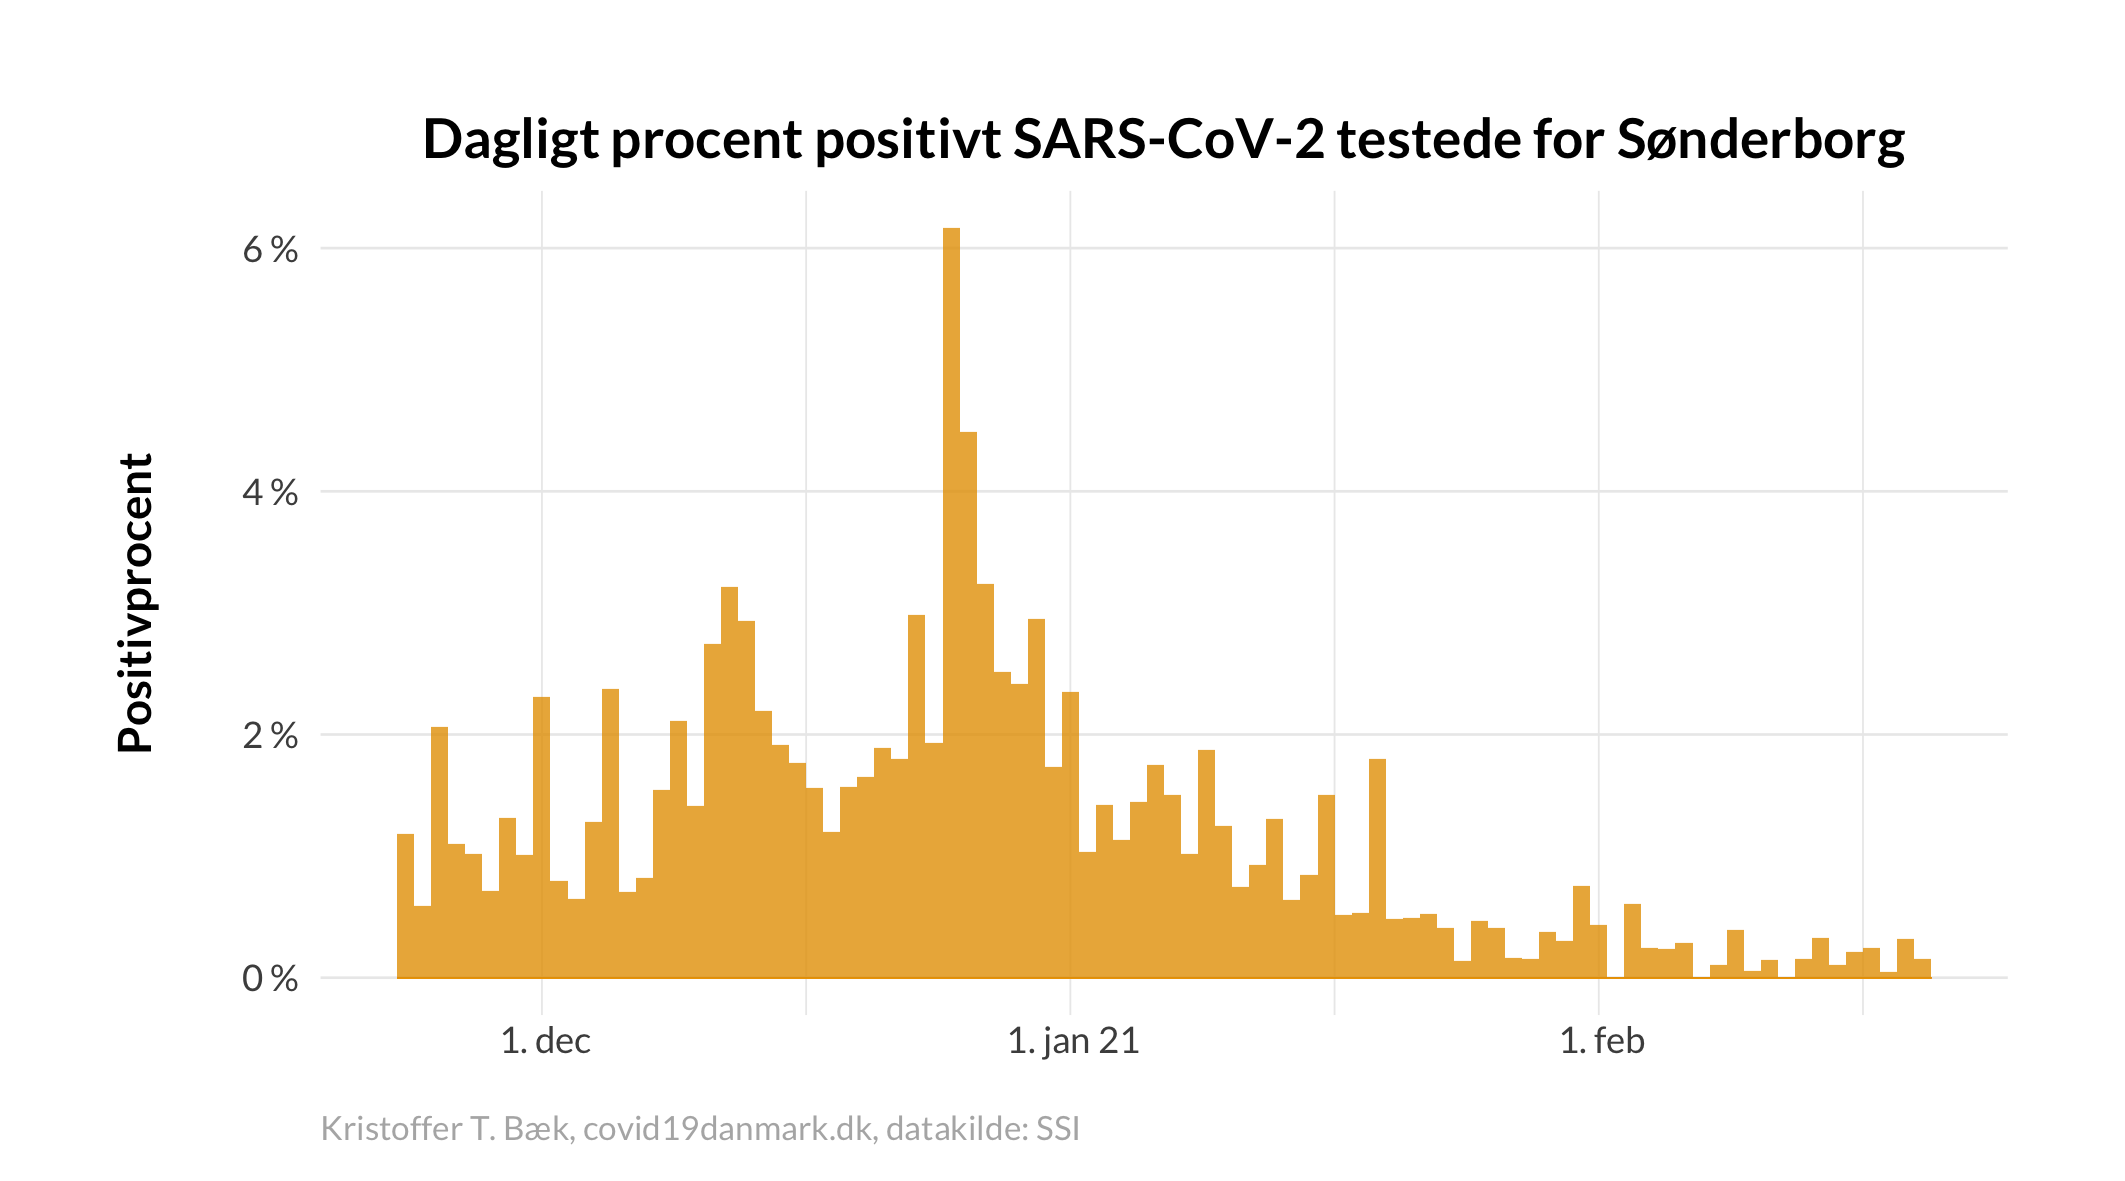 Dagligt procent positivt SARS-CoV-2 testede for Sønderborg
Positivprocent
6 %
4 %
2 %
0 %
1. dec
1. jan 21
1. feb
Kristoffer T. Bæk, covid19danmark.dk, datakilde: SSI